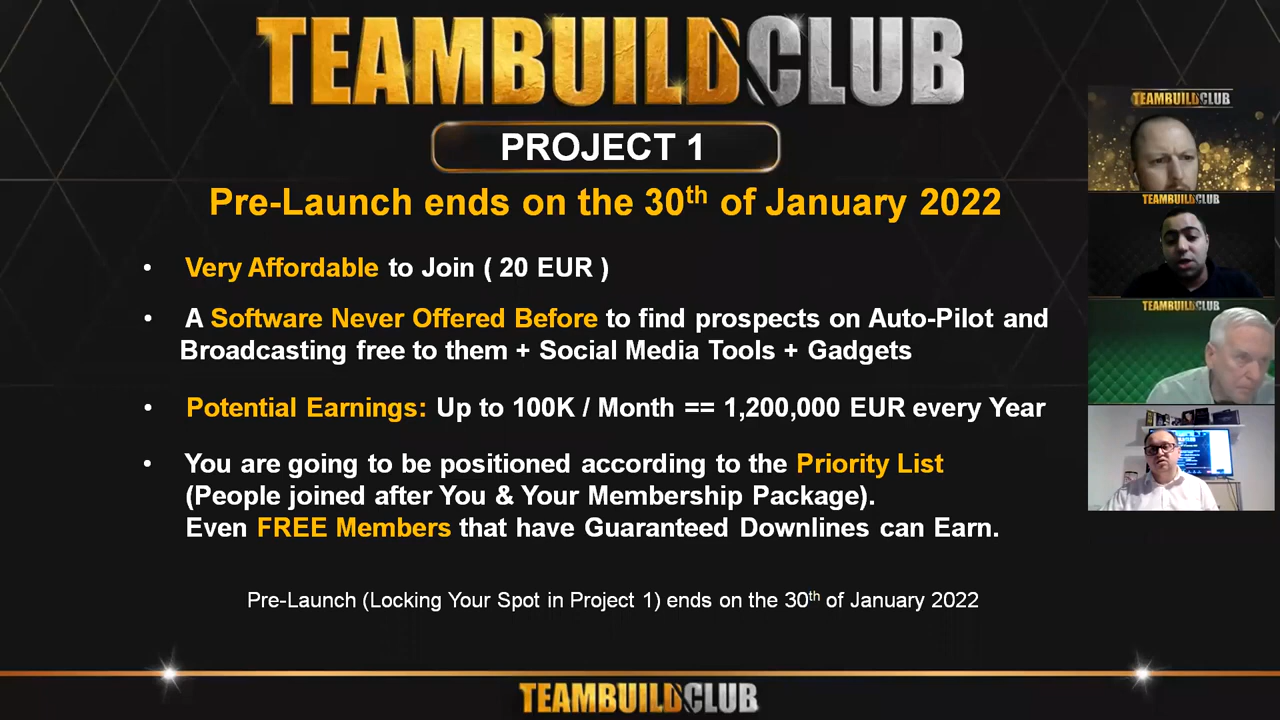 TEAMBUILDCLUB
PROJECT 1
Pre-Launch ends on the 30th of January 2022
• Very Affordable to Join ( 20 EUR )
• A Software Never Offered Before to find prospects on Auto-Pilot and
Broadcasting free to them + Social Media Tools + Gadgets
• Potential Earnings: Up to 100K / Month == 1,200,000 EUR every Year
• You are going to be positioned according to the Priority List
(People joined after You & Your Membership Package).
Even FREE Members that have Guaranteed Downlines can Earn.
Pre-Launch (Locking Your Spot in Project 1) ends on the 30th of January 2022
TEAMBUILDCLUB
TEAMBUILDCLUB
TEAMBUILDCLUB
TEAMBUILDCLUB